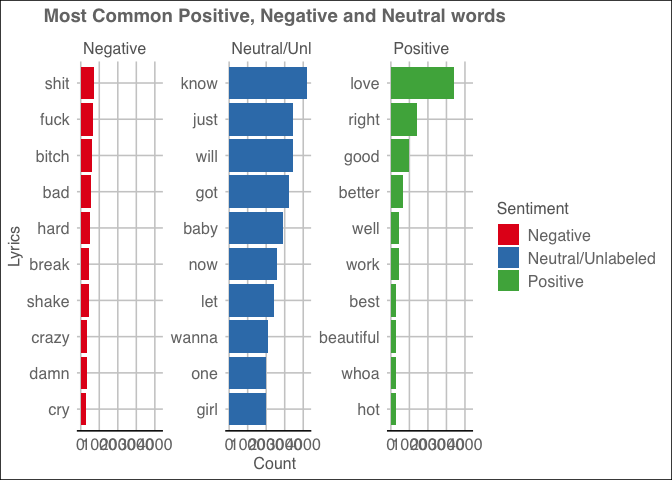 Most Common Positive, Negative and Neutral words
Negative
Neutral/Unl
Positive
Lyrics
shit
fuck
bitch
bad
hard
break
shake
crazy
damn
cry
know
just
will
got
baby
now
let
wanna
one
girl
love
right
good
better
well
work
best
beautiful
whoa
hot
0 1000 2000 3000 4000
0 1000 2000 3000 4000
0 1000 2000 3000 4000
Count
Sentiment
Negative
Neutral/Unlabeled
Positive